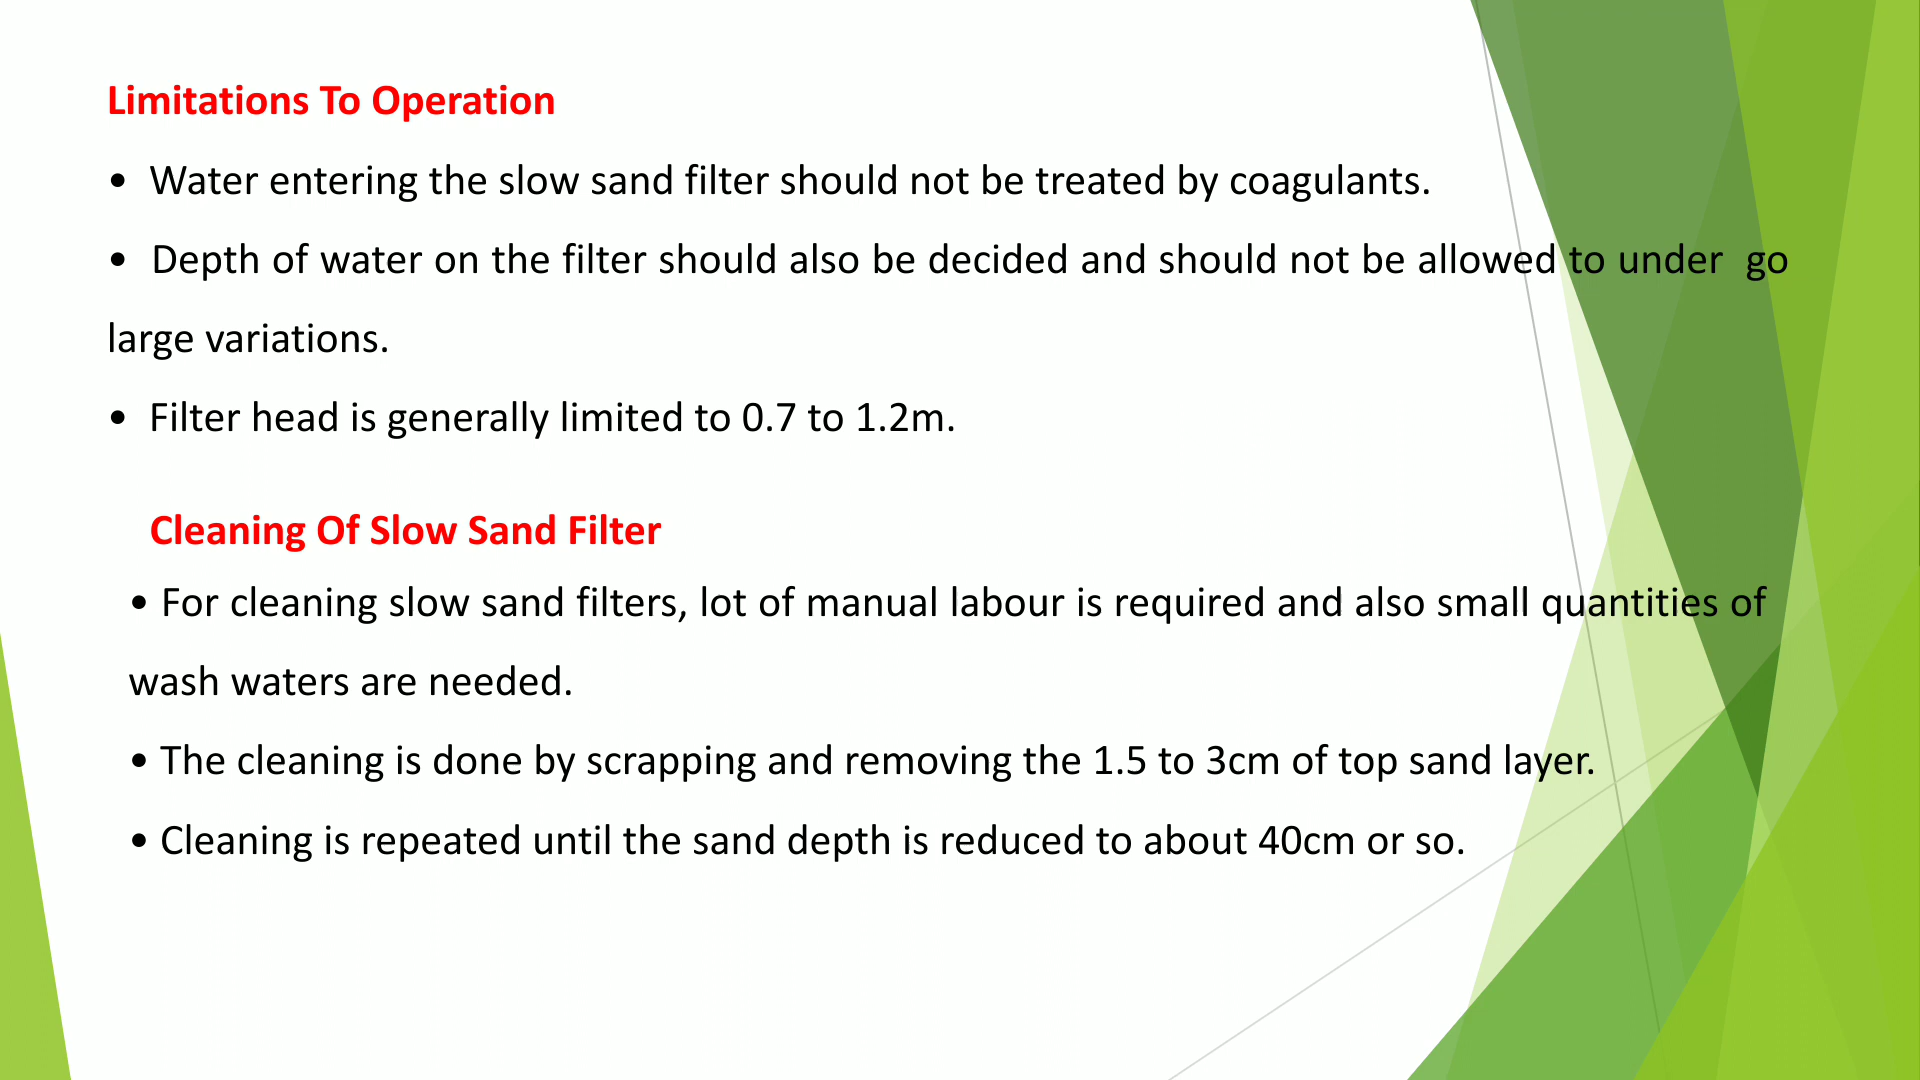 Limitations To Operation
• Water entering the slow sand filter should not be treated by coagulants.
• Depth of water on the filter should also be decided and should not be allowed to under go
large variations.
• Filter head is generally limited to 0.7 to 1.2m.
Cleaning Of Slow Sand Filter
• For cleaning slow sand filters, lot of manual labour is required and also small quantities of
wash waters are needed.
• The cleaning is done by scrapping and removing the 1.5 to 3cm of top sand layer.
• Cleaning is repeated until the sand depth is reduced to about 40cm or so.